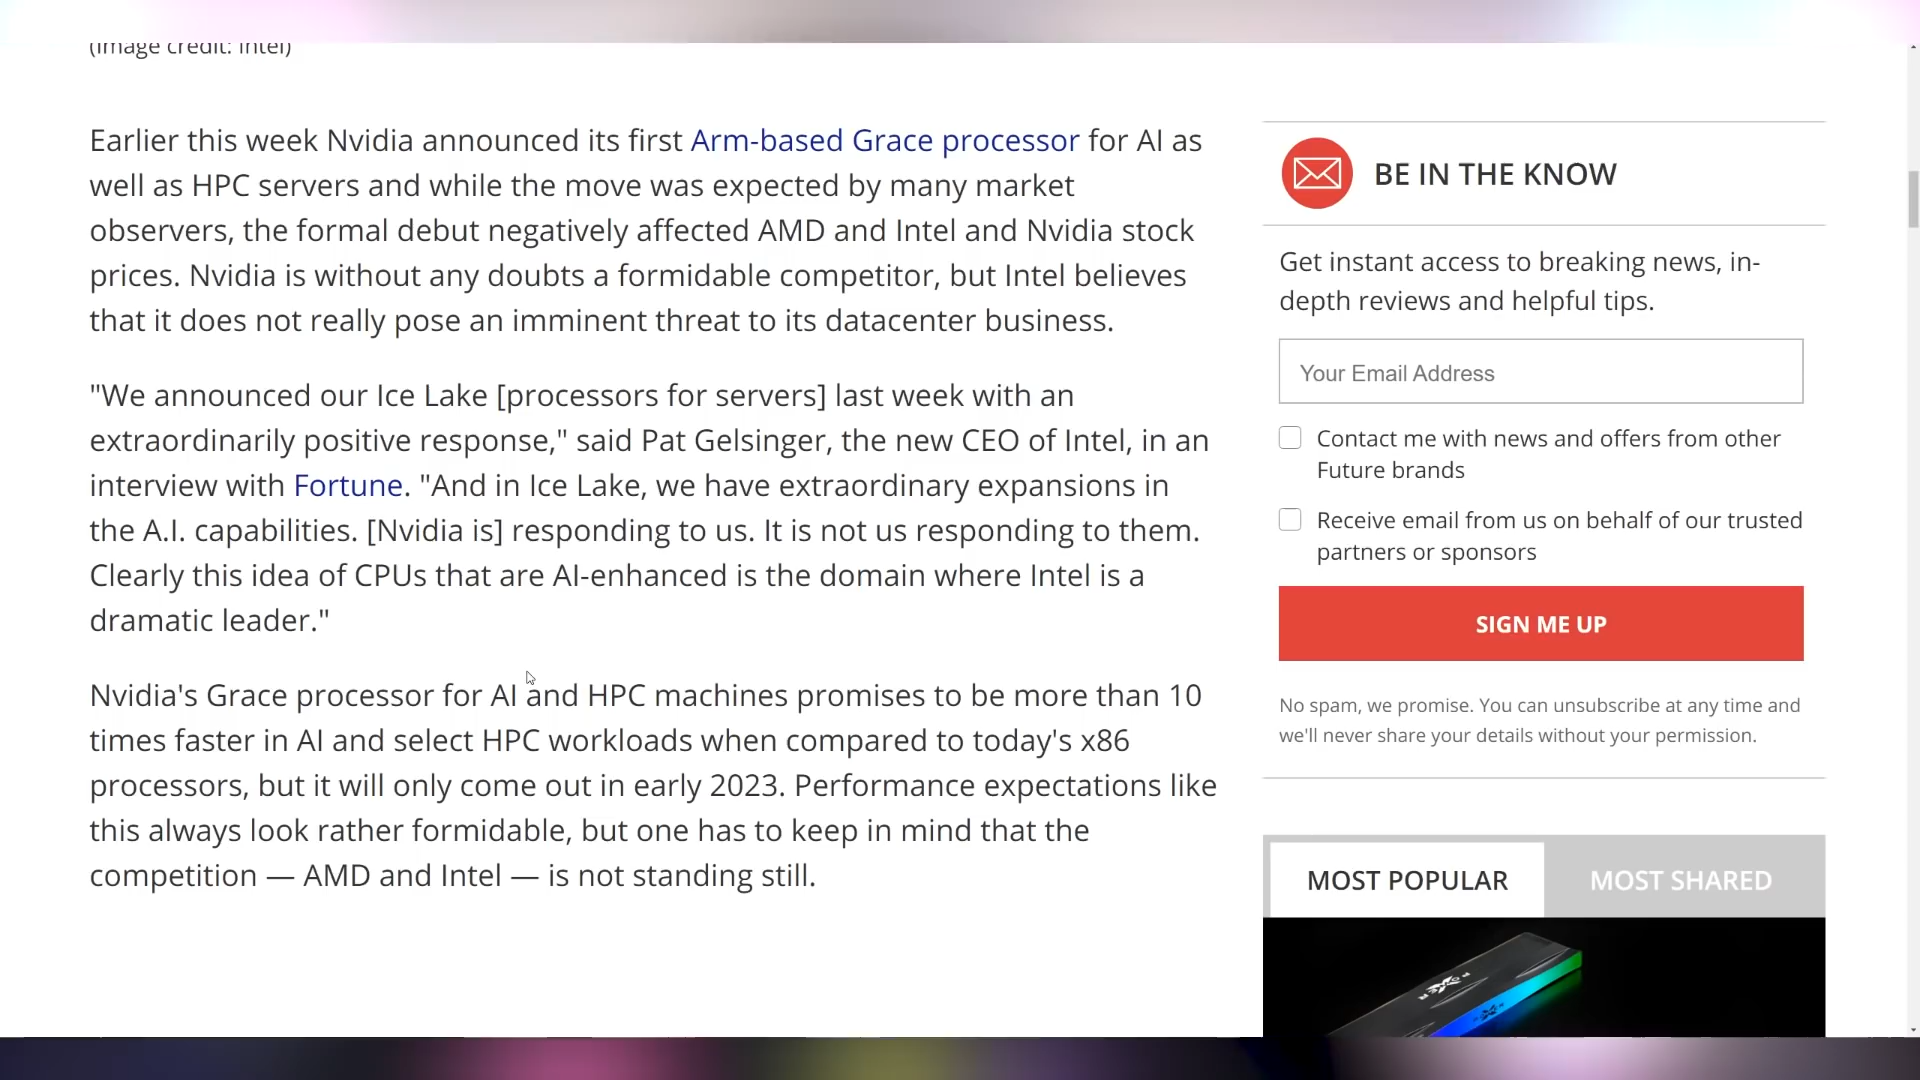 (Image credit: Intel)
Earlier this week Nvidia announced its first Arm-based Grace processor for AI as
well as HPC servers and while the move was expected by many market
observers, the formal debut negatively affected AMD and Intel and Nvidia stock
prices. Nvidia is without any doubts a formidable competitor, but Intel believes
that it does not really pose an imminent threat to its datacenter business.
"We announced our Ice Lake [processors for servers] last week with an
extraordinarily positive response," said Pat Gelsinger, the new CEO of Intel, in an
interview with Fortune. "And in Ice Lake, we have extraordinary expansions in
the A.I. capabilities. [Nvidia is] responding to us. It is not us responding to them.
Clearly this idea of CPUs that are AI-enhanced is the domain where Intel is a
dramatic leader."
Nvidia's Grace processor for AI and HPC machines promises to be more than 10
times faster in AI and select HPC workloads when compared to today's x86
processors, but it will only come out in early 2023. Performance expectations like
this always look rather formidable, but one has to keep in mind that the
competition — AMD and Intel — is not standing still.
BE IN THE KNOW
Get instant access to breaking news, in-
depth reviews and helpful tips.
Your Email Address
Contact me with news and offers from other
Future brands
Receive email from us on behalf of our trusted
partners or sponsors
SIGN ME UP
No spam, we promise. You can unsubscribe at any time and
we'll never share your details without your permission.
MOST POPULAR
MOST SHARED